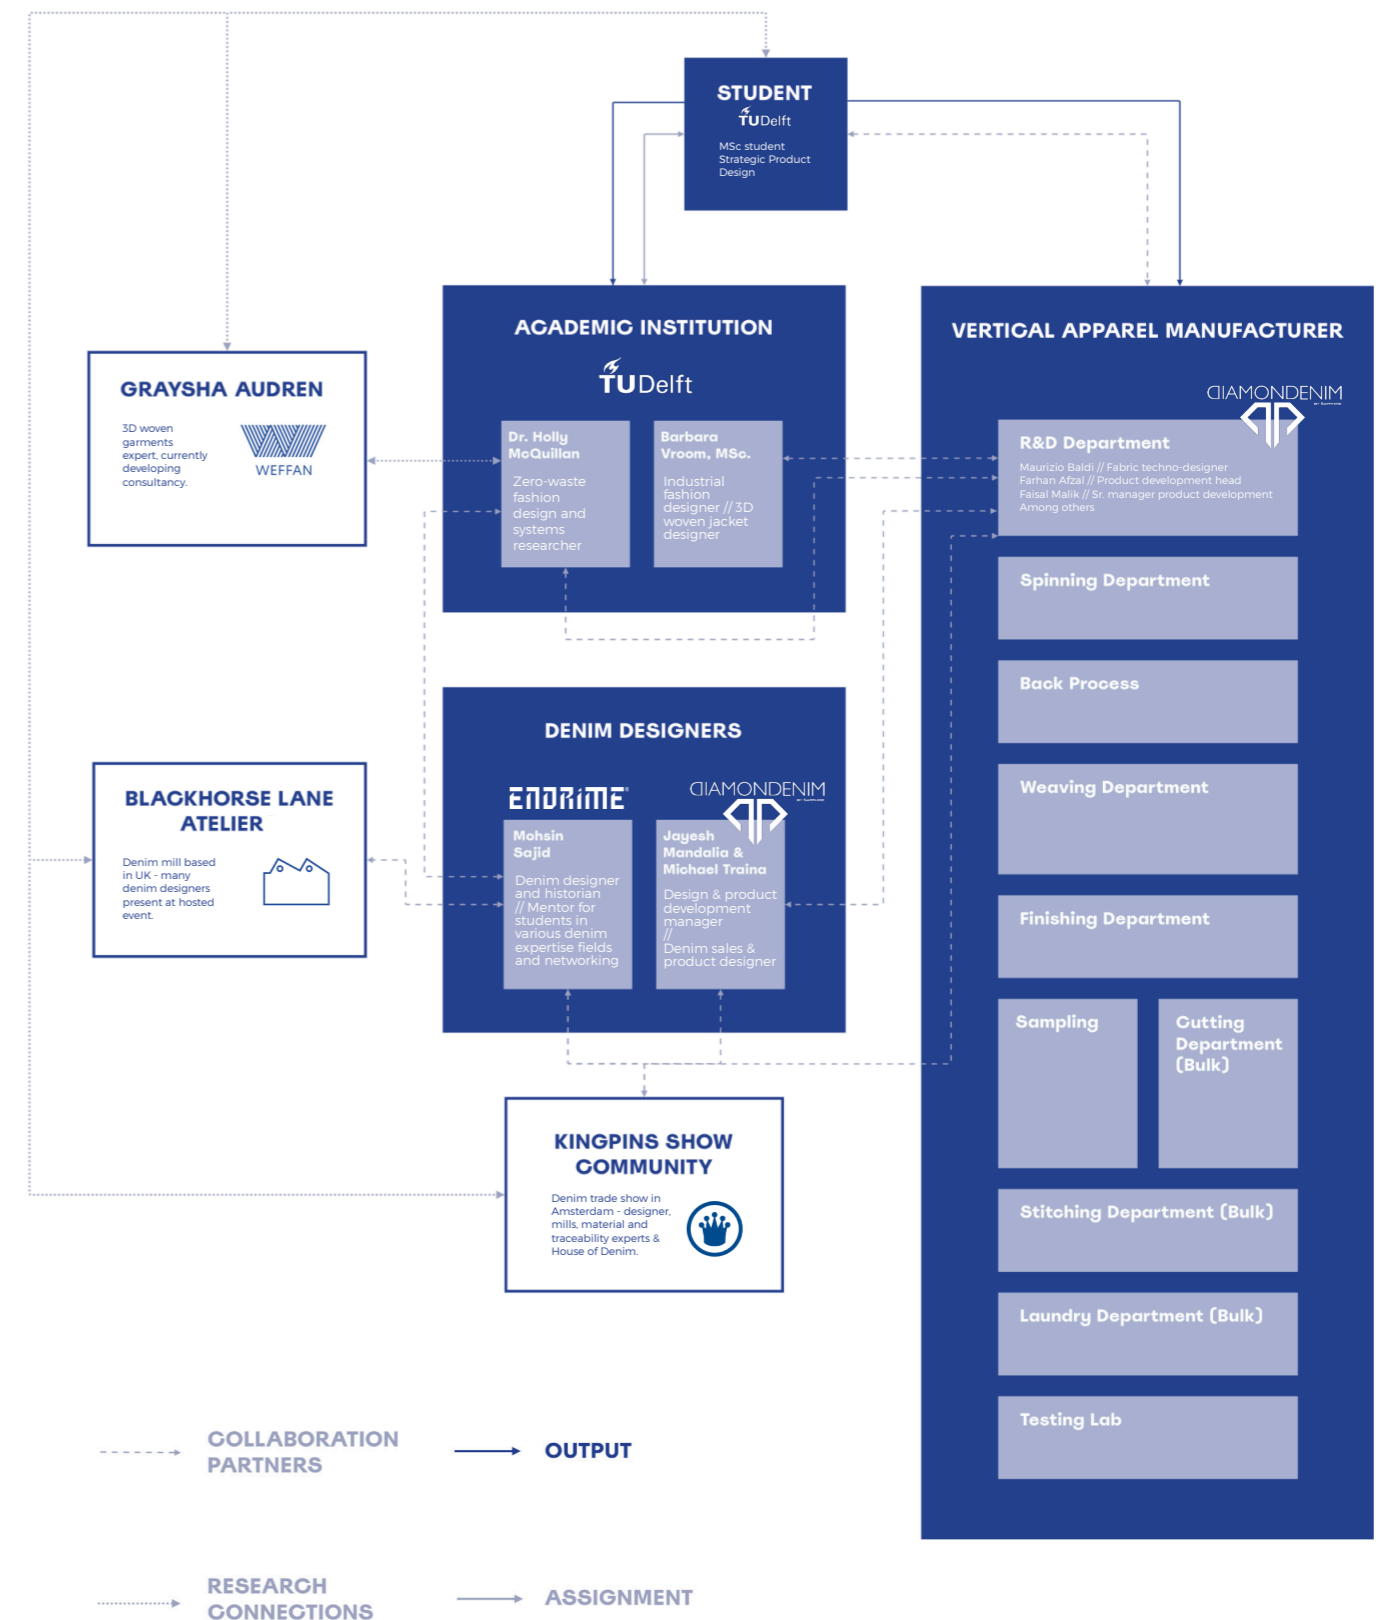 STUDENT
TUDelft
MSc student
Strategic Product
Design
ACADEMIC INSTITUTION
TUDelft
Dr. Holly
McQuillan
Zero-waste
fashion
design and
systems
researcher
Barbara
Vroom, MSc.
Industrial
fashion
designer // 3D
woven jacket
designer
VERTICAL APPAREL MANUFACTURER
DIAMONDENIM
R&D Department
Maurizio Baldi // Fabric techno-designer
Farhan Afzal // Product development head
Faisal Malik // Sr. manager product development
Among others
Spinning Department
Back Process
Weaving Department
Finishing Department
Sampling
Cutting
Department
(Bulk)
Stitching Department (Bulk)
Laundry Department (Bulk)
Testing Lab
GRAYSHA AUDREN
3D woven
garments
expert, currently
developing
consultancy.
WEFFAN
DENIM DESIGNERS
ENDRIME
Mohsin
Sajid
Denim designer
and historian
// Mentor for
students in
various denim
expertise fields
and networking
DIAMONDENIM
Jayesh
Mandalia &
Michael Traina
Design & product
development
manager
//
Denim sales &
product designer
BLACKHORSE LANE
ATELIER
Denim mill based
in UK - many
denim designers
present at hosted
event.
KINGPINS SHOW
COMMUNITY
Denim trade show in
Amsterdam - designer,
mills, material and
traceability experts &
House of Denim.
COLLABORATION
PARTNERS
OUTPUT
RESEARCH
CONNECTIONS
ASSIGNMENT